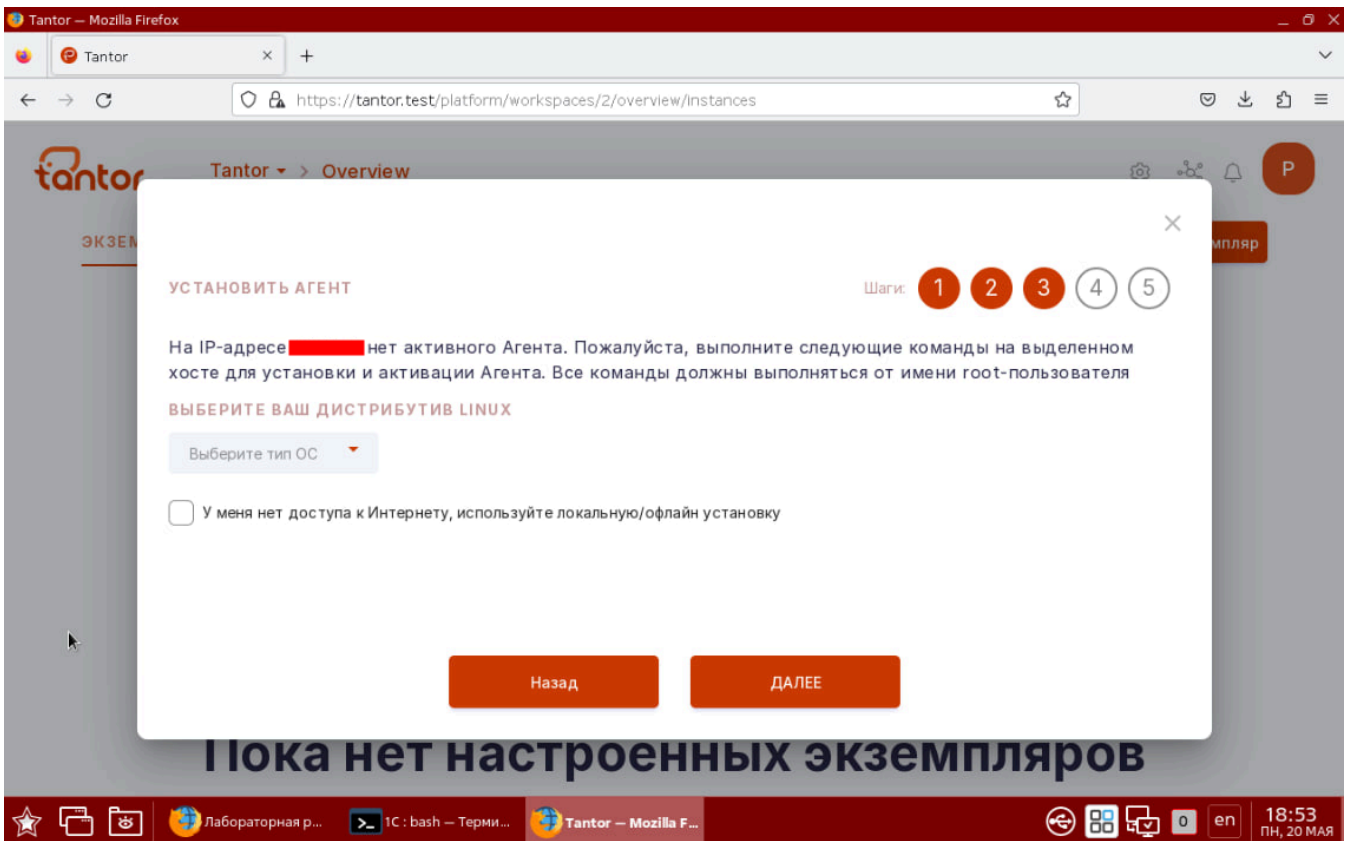 Tantor — Mozilla Firefox
Tantor
https://tantor.test/platform/workspaces/2/overview/instances
tantor
Tantor > Overview
P
ЭКЗЕМ
мпляр
УСТАНОВИТЬ АГЕНТ
Шаги: 1 2 3 4 5
На IP-адресе нет активного Агента. Пожалуйста, выполните следующие команды на выделенном
хосте для установки и активации Агента. Все команды должны выполняться от имени root-пользователя
ВЫБЕРИТЕ ВАШ ДИСТРИБУТИВ LINUX
Выберите тип ОС
У меня нет доступа к Интернету, используйте локальную/офлайн установку
Назад
ДАЛЕЕ
Пока нет настроенных экземпляров
Лабораторная р...
1C : bash — Терми...
Tantor — Mozilla F...
0
en
18:53
ПН, 20 МАЯ